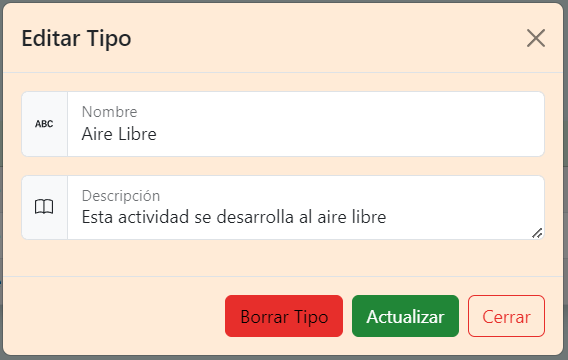 Editar Tipo
ABC
Nombre
Aire Libre
Descripción
Esta actividad se desarrolla al aire libre
Borrar Tipo
Actualizar
Cerrar